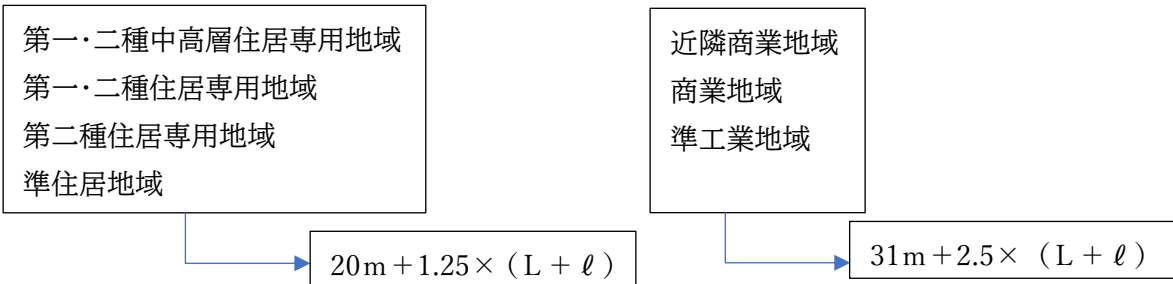 第一・二種中高層住居専用地域
第一・二種住居専用地域
第二種住居専用地域
準住居地域
20m＋1.25×（L＋ℓ）
近隣商業地域
商業地域
準工業地域
31m＋2.5×（L＋ℓ）